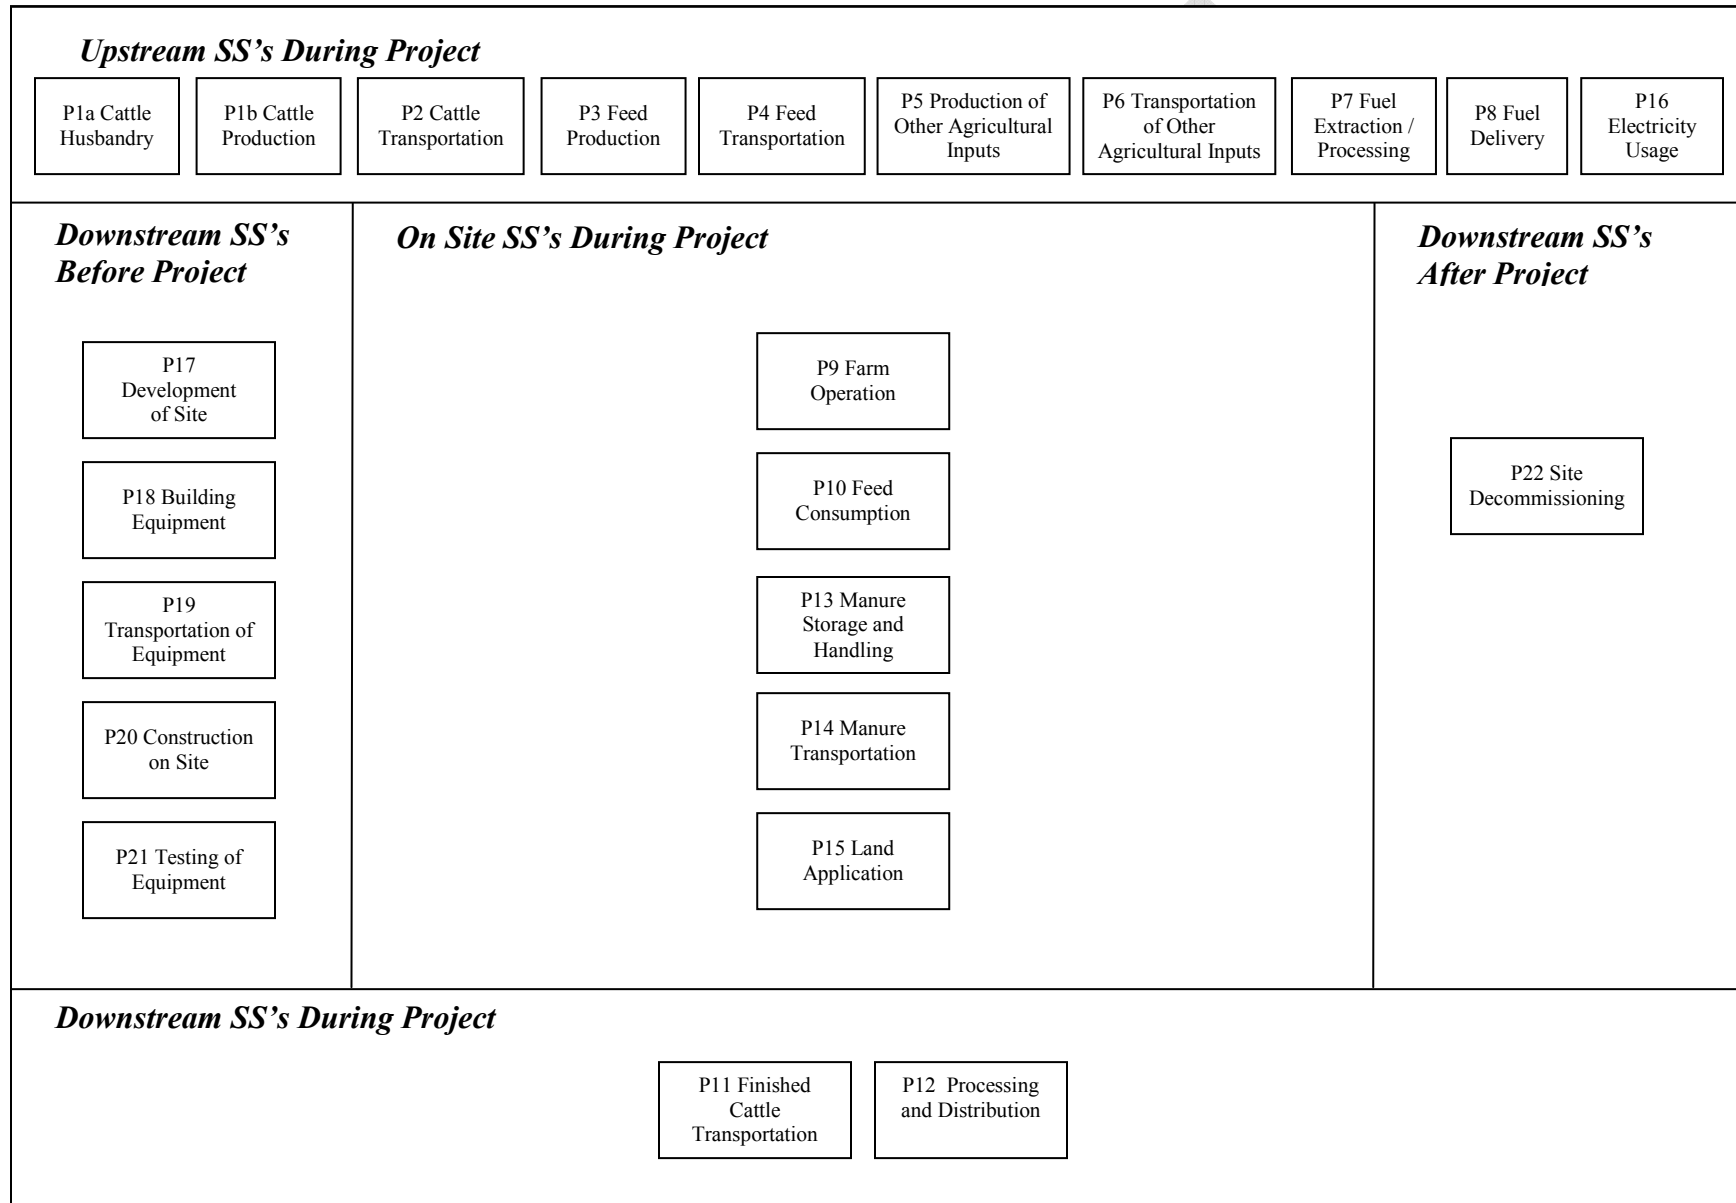 Upstream SS's During Project
P1a Cattle
Husbandry
P1b Cattle
Production
P2 Cattle
Transportation
P3 Feed
Production
P4 Feed
Transportation
P5 Production of
Other Agricultural
Inputs
P6 Transportation
of Other
Agricultural Inputs
P7 Fuel
Extraction /
Processing
P8 Fuel
Delivery
P16
Electricity
Usage
Downstream SS's
Before Project
P17
Development
of Site
P18 Building
Equipment
P19
Transportation of
Equipment
P20 Construction
on Site
P21 Testing of
Equipment
On Site SS's During Project
P9 Farm
Operation
P10 Feed
Consumption
P13 Manure
Storage and
Handling
P14 Manure
Transportation
P15 Land
Application
Downstream SS's
After Project
P22 Site
Decommissioning
Downstream SS's During Project
P11 Finished
Cattle
Transportation
P12  Processing
and Distribution